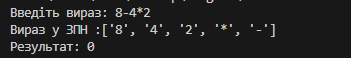 Введіть вираз: 8-4*2
Вираз у ЗПН :['8', '4', '2', '*', '-']
Результат: 0